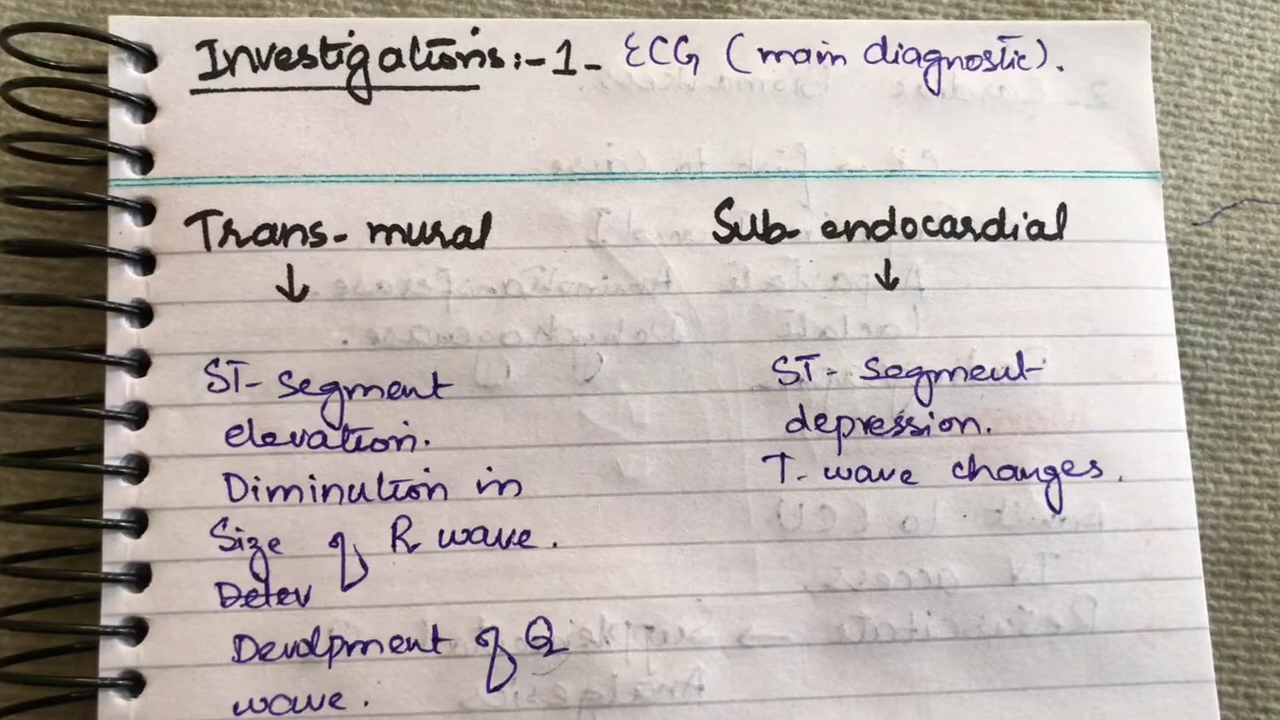 Investigations:-1- ECG (main diagnostic).
Trans-mural
Sub endocardial
↓
↓
ST-segment
elevation.
Diminution in
Size of R wave.
Detev
Devolpment of Q
wave.
ST-segment
depression.
T-wave changes.